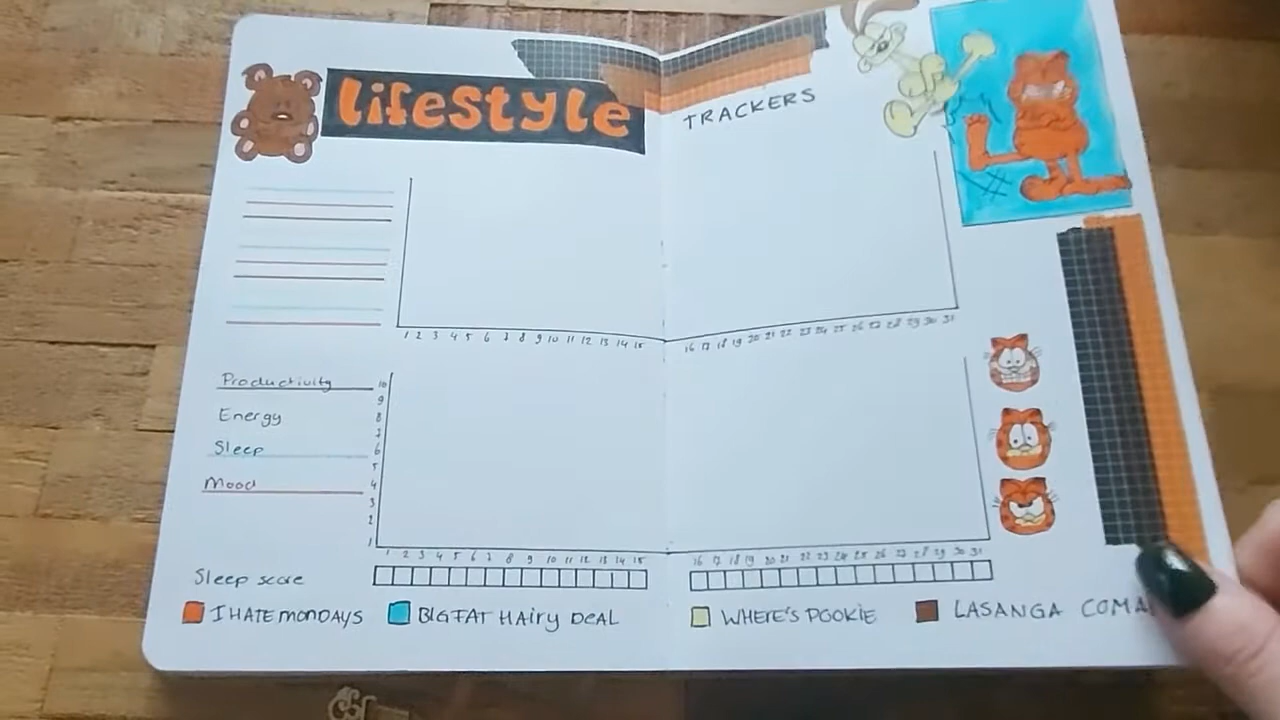 lifestyle
TRACKERS
1 2 3 4 5 6 7 8 9 10 11 12 13 14 15
16 17 18 19 20 21 22 23 24 25 26 27 28 29 30 31
Productivity
Energy
Sleep
Mood
10
9
8
7
6
5
4
3
2
1
1 2 3 4 5 6 7 8 9 10 11 12 13 14 15
16 17 18 19 20 21 22 23 24 25 26 27 28 29 30 31
Sleep score
I HATE MONDAYS
BIG FAT HAIRY DEAL
WHERE'S POOKIE
LASANGA COMA